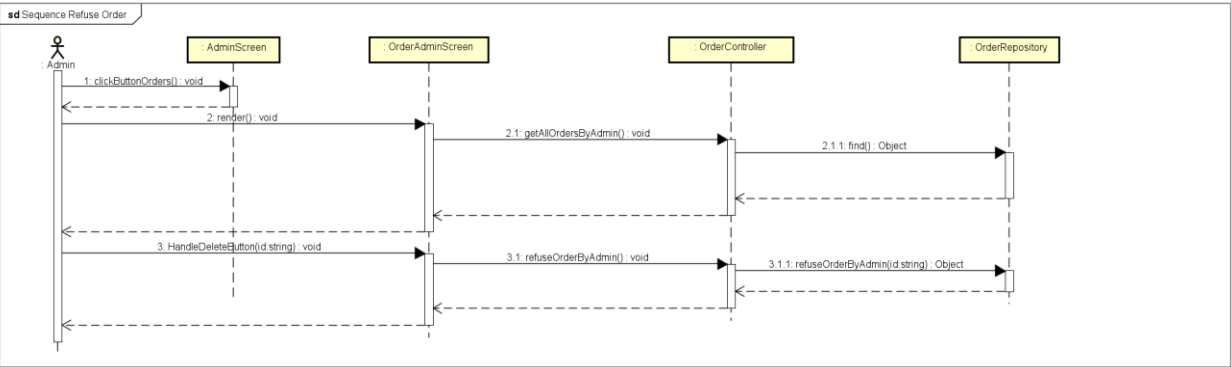 sd Sequence Refuse Order
: Admin
: AdminScreen
: OrderAdminScreen
: OrderController
: OrderRepository
1: clickButtonOrders() : void
2: render() : void
2.1: getAllOrdersByAdmin() : void
2.1.1: find() : Object
3: HandleDeleteButton(id:string) : void
3.1: refuseOrderByAdmin() : void
3.1.1: refuseOrderByAdmin(id:string) : Object